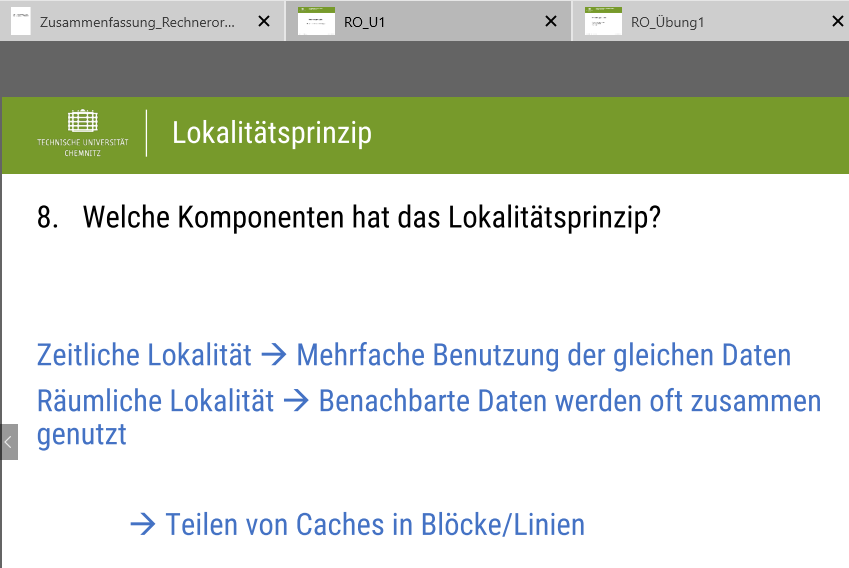 Zusammenfassung_Rechneror...
RO_U1
RO_Übung1
TECHNISCHE UNIVERSITÄT
CHEMNITZ
Lokalitätsprinzip
8. Welche Komponenten hat das Lokalitätsprinzip?
Zeitliche Lokalität → Mehrfache Benutzung der gleichen Daten
Räumliche Lokalität → Benachbarte Daten werden oft zusammen
genutzt
→ Teilen von Caches in Blöcke/Linien